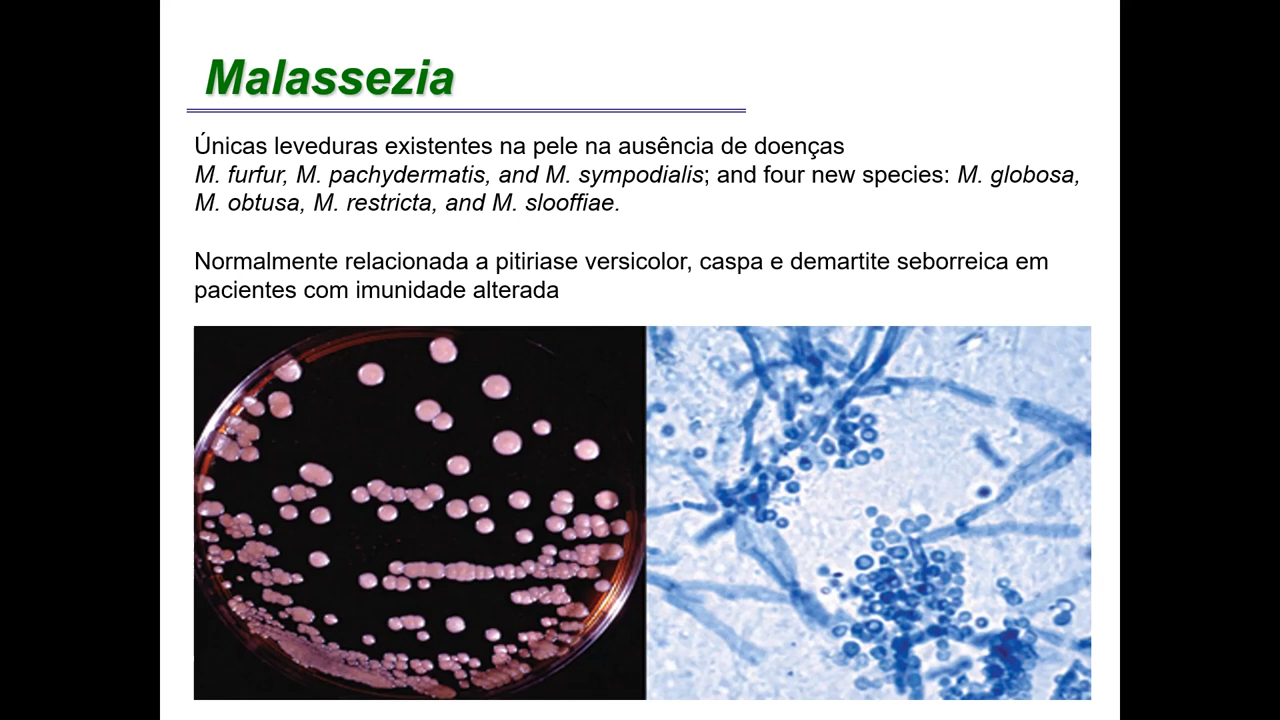 Malassezia
Únicas leveduras existentes na pele na ausência de doenças
M. furfur, M. pachydermatis, and M. sympodialis; and four new species: M. globosa,
M. obtusa, M. restricta, and M. slooffiae.
Normalmente relacionada a pitiriase versicolor, caspa e demartite seborreica em
pacientes com imunidade alterada